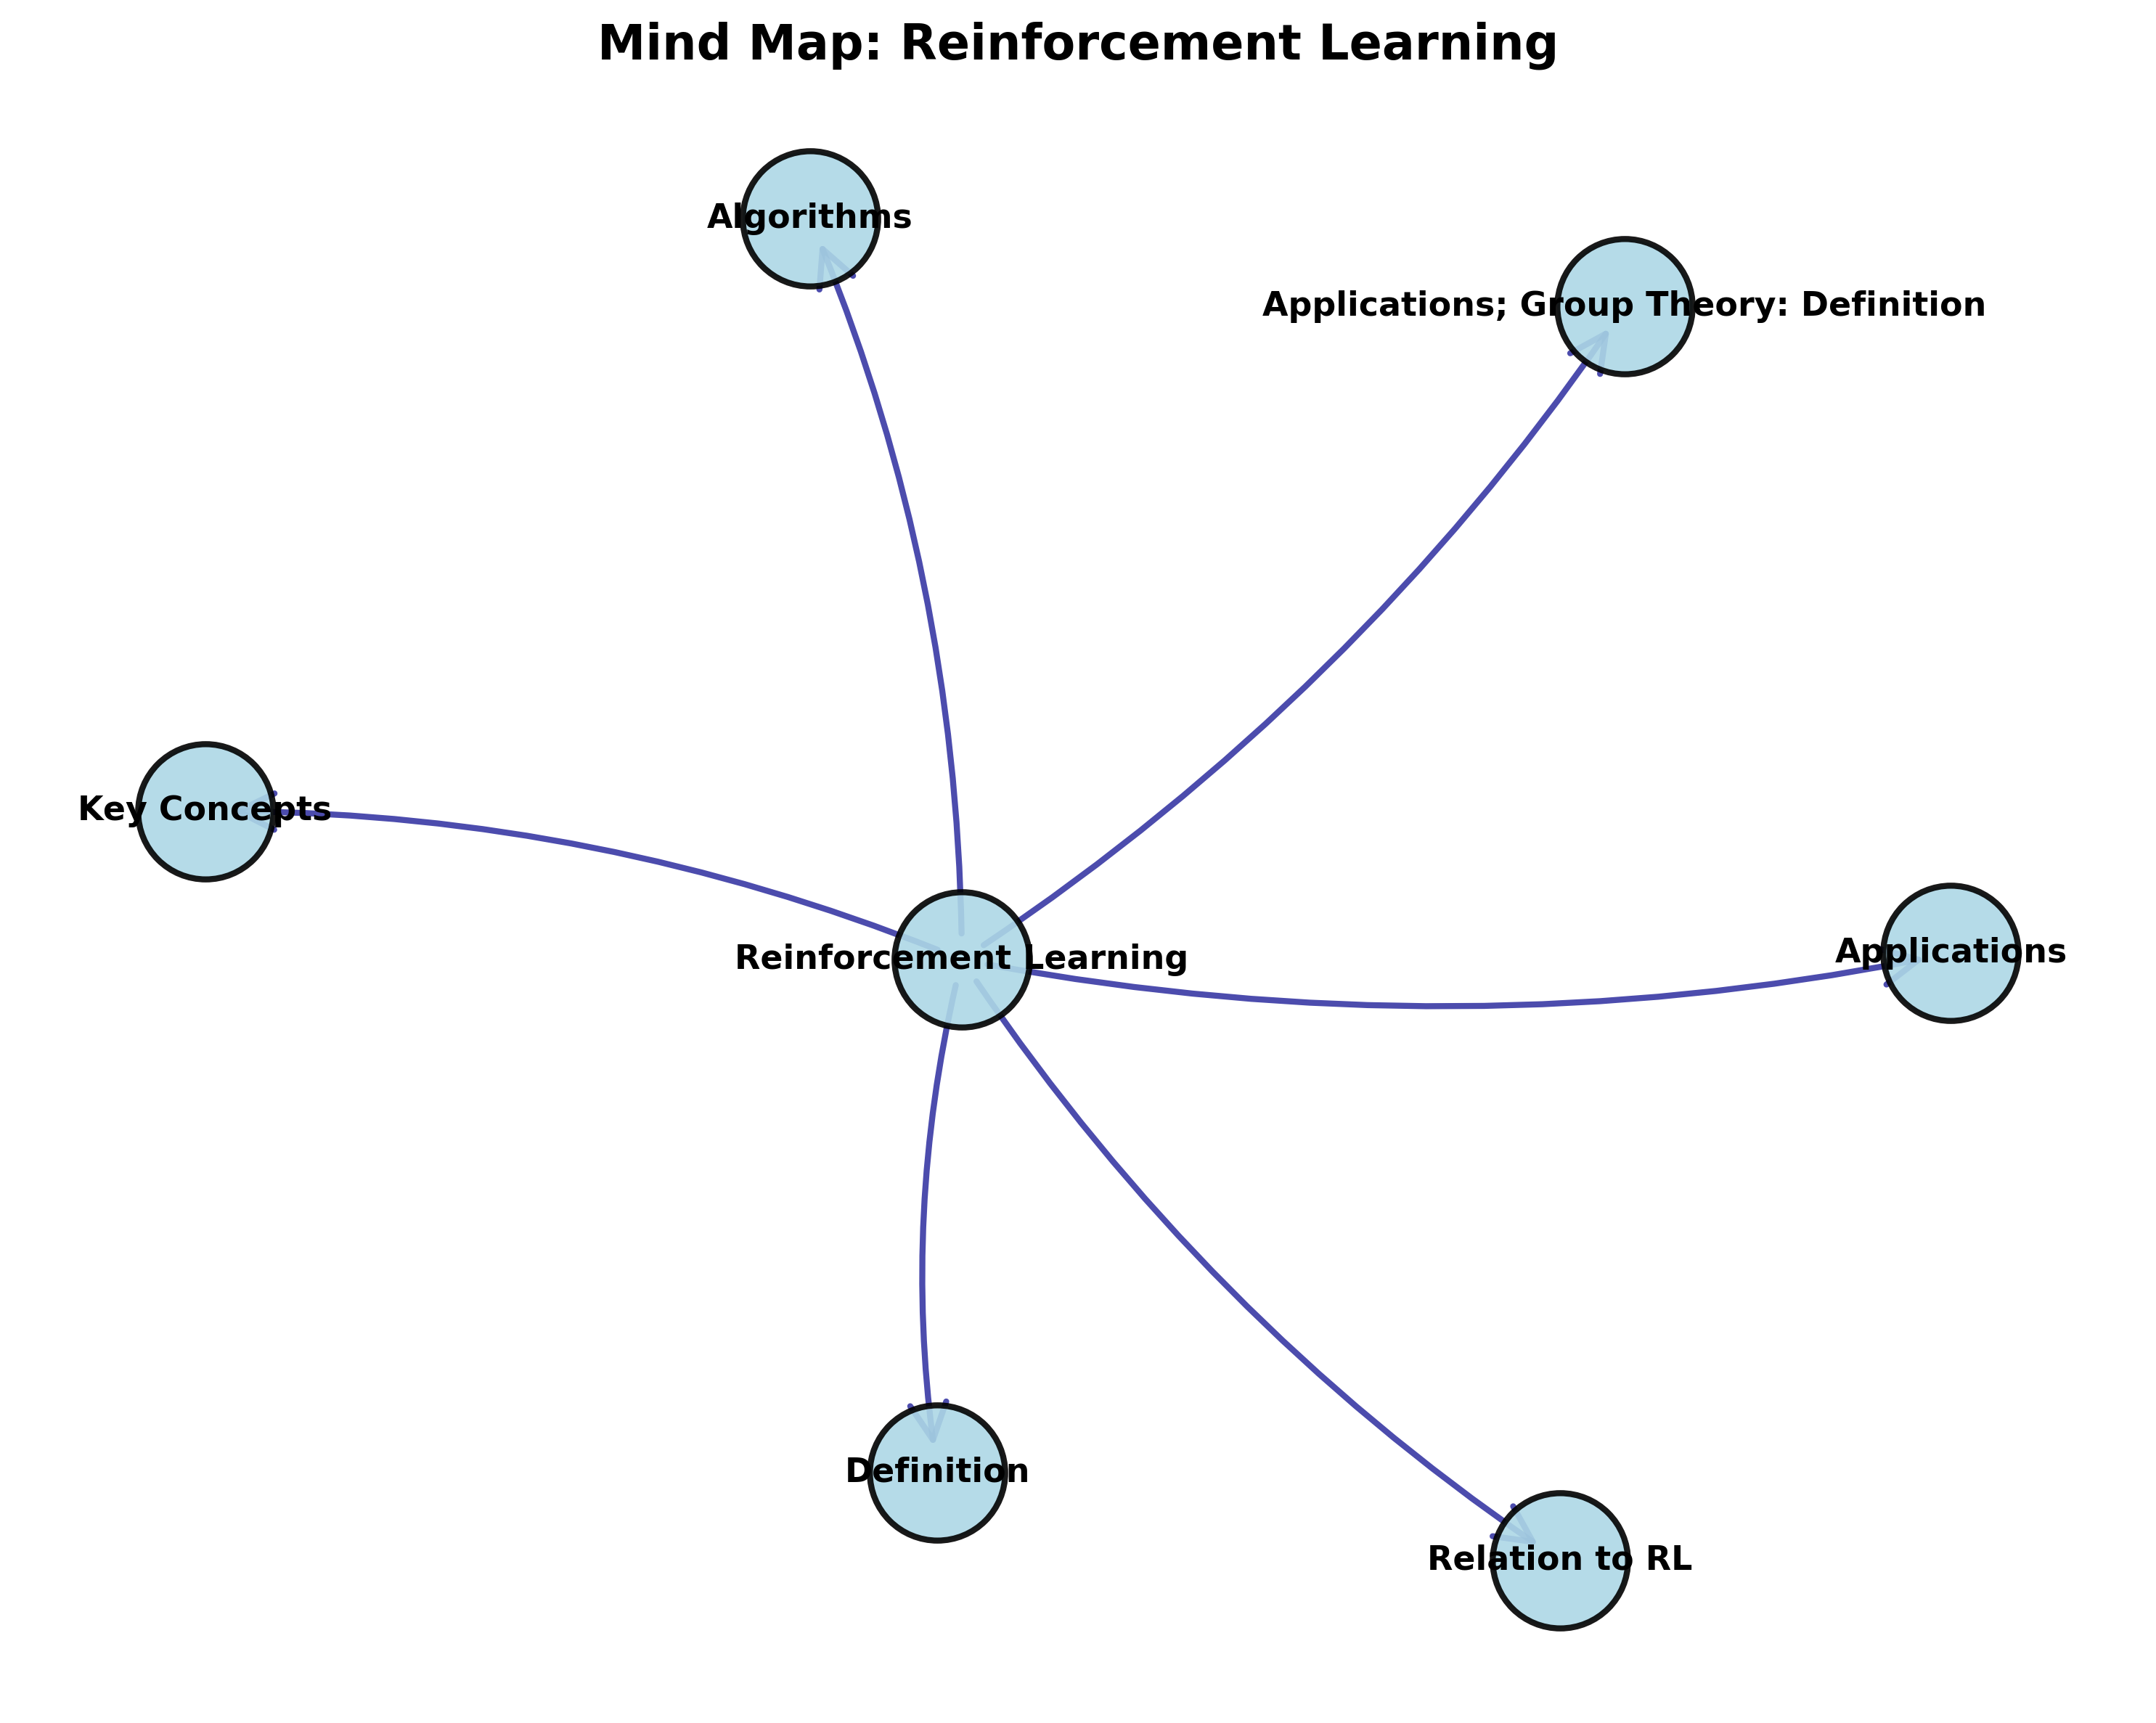 Mind Map: Reinforcement Learning
Algorithms
Applications; Group Theory: Definition
Key Concepts
Applications
Reinforcement Learning
Definition
Relation to RL